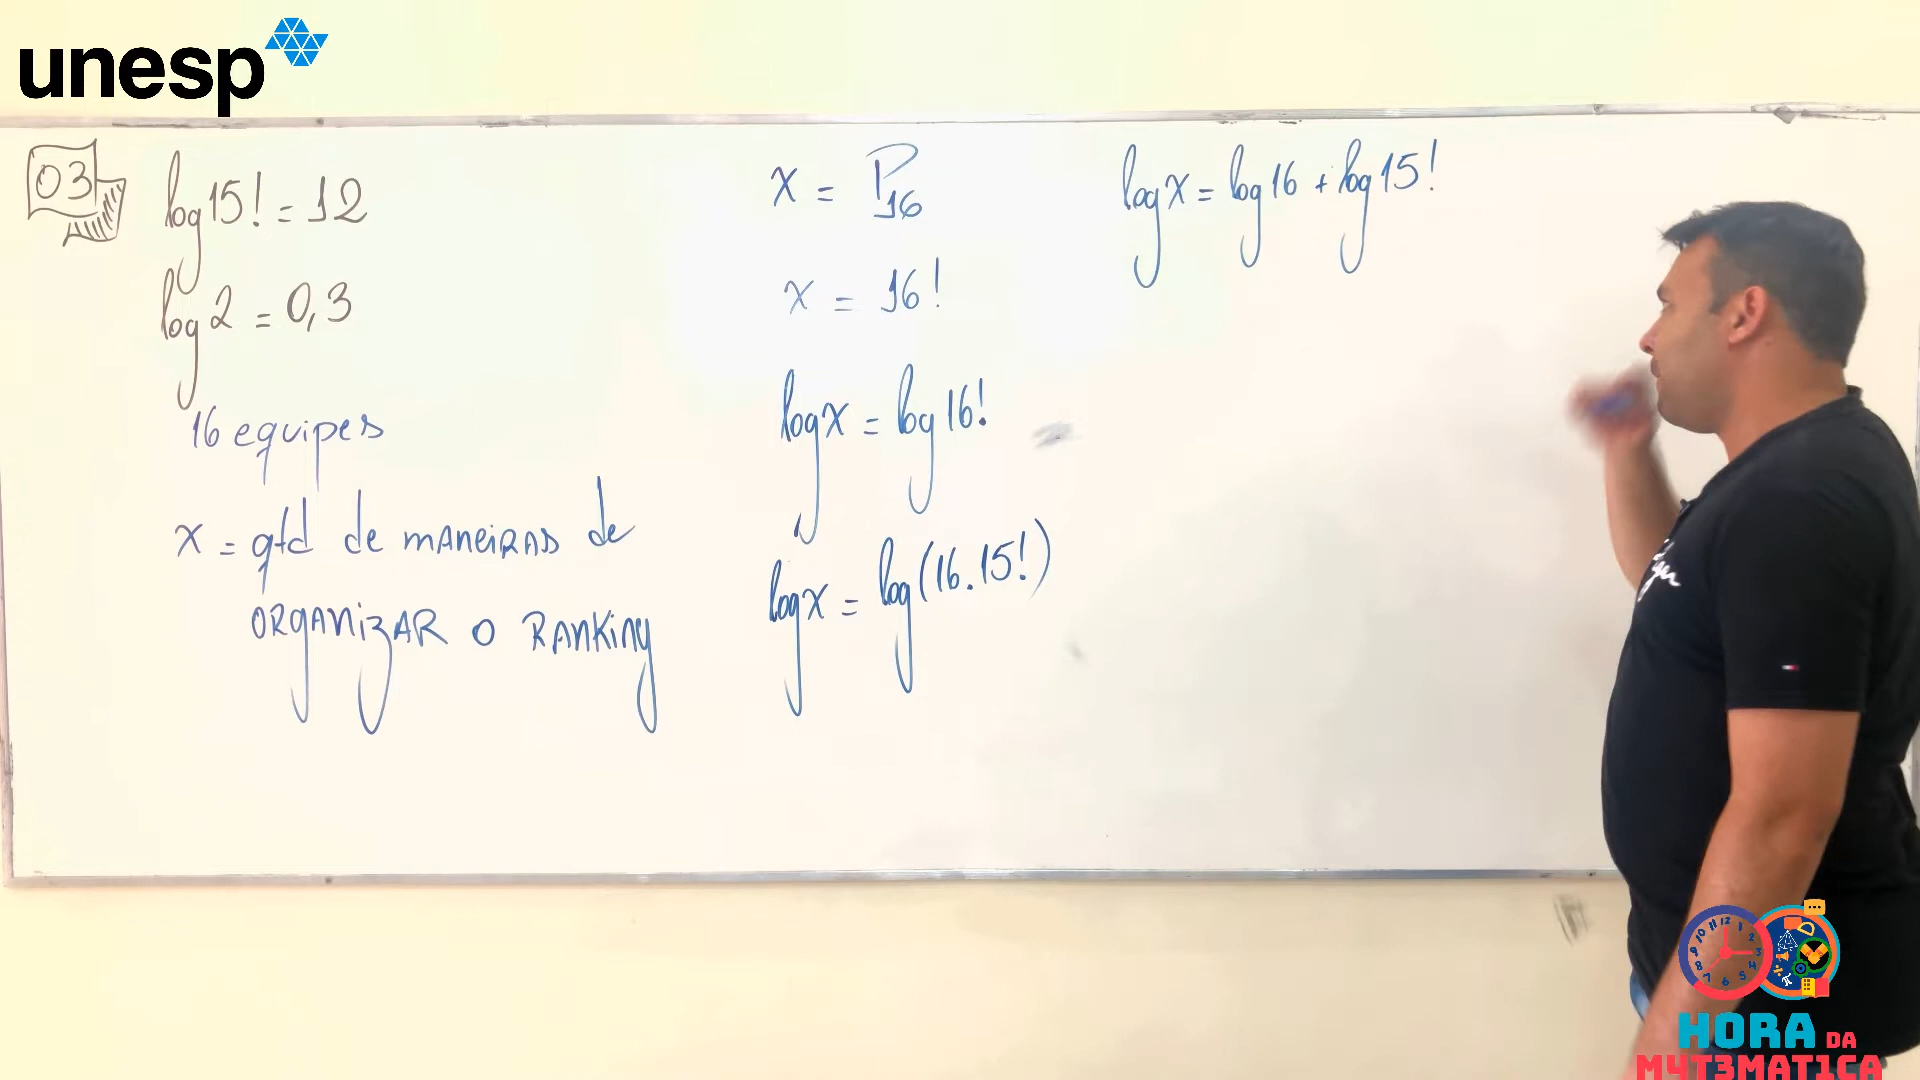 unesp
03
log 15! = 12
log 2 = 0,3
16 equipes
x = qtd de maneiras de
organizar o ranking
x = P16
x = 16!
log x = log 16!
log x = log(16.15!)
log x = log 16 + log 15!
HORA DA
M4T3MAT1CA